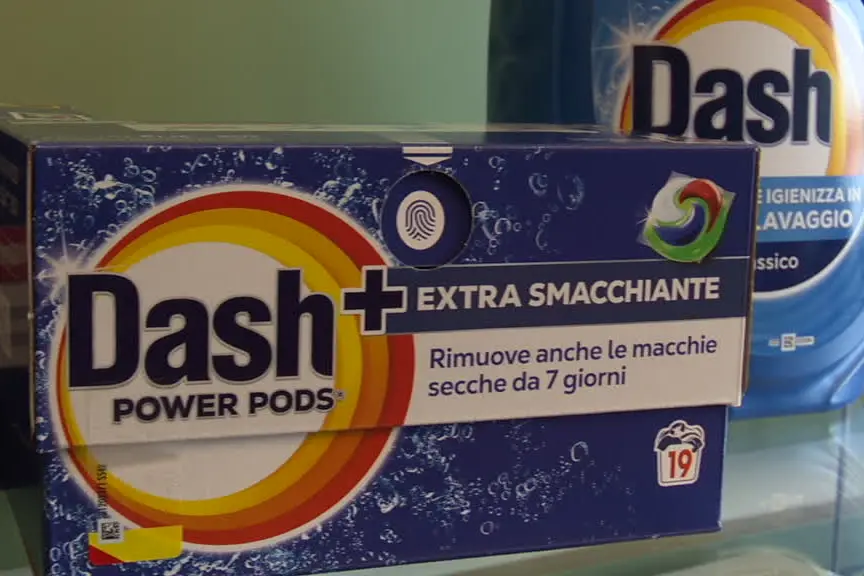 Dash+
POWER PODS
EXTRA SMACCHIANTE
Rimuove anche le macchie
secche da 7 giorni
19
Dash
E IGIENIZZA IN
LAVAGGIO
ssico